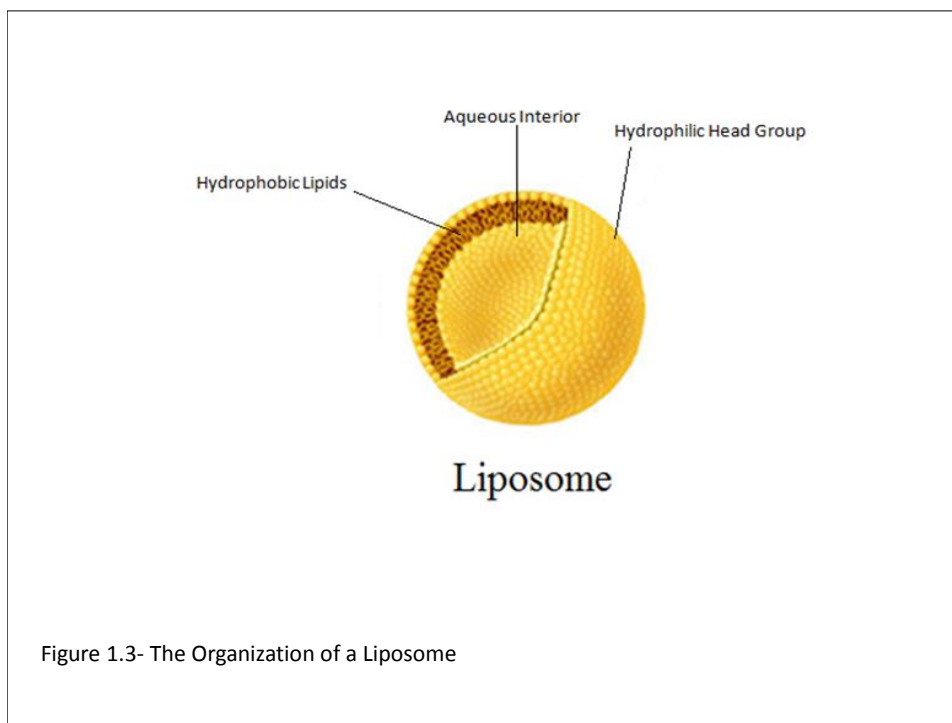 Aqueous Interior
Hydrophilic Head Group
Hydrophobic Lipids
Liposome
Figure 1.3- The Organization of a Liposome